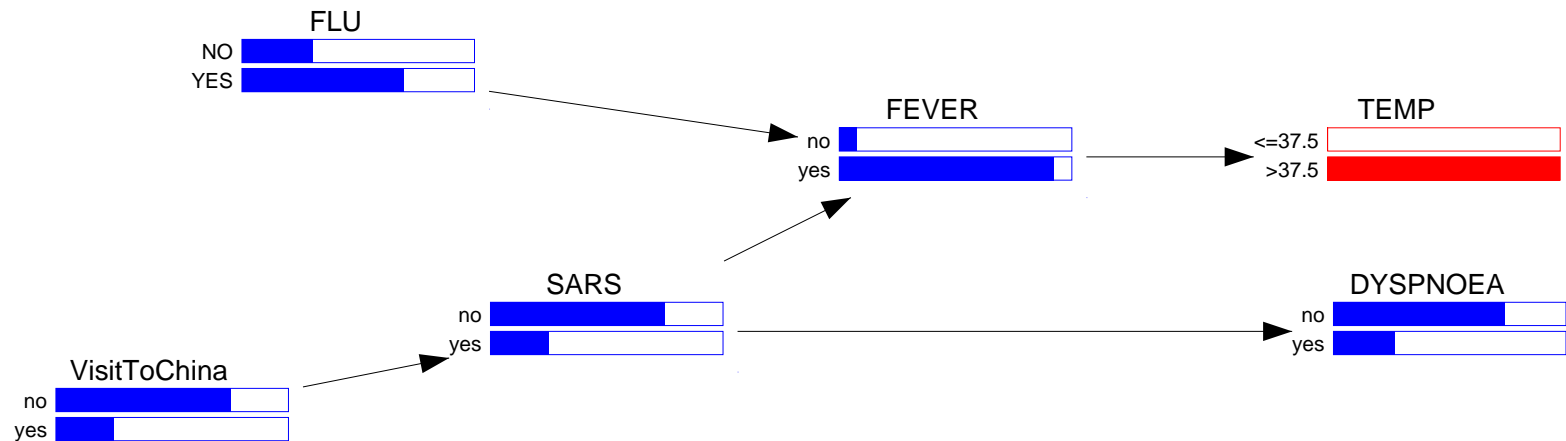 FLU
NO
YES
FEVER
no
yes
TEMP
<=37.5
>37.5
SARS
no
yes
DYSPNOEA
no
yes
VisitToChina
no
yes